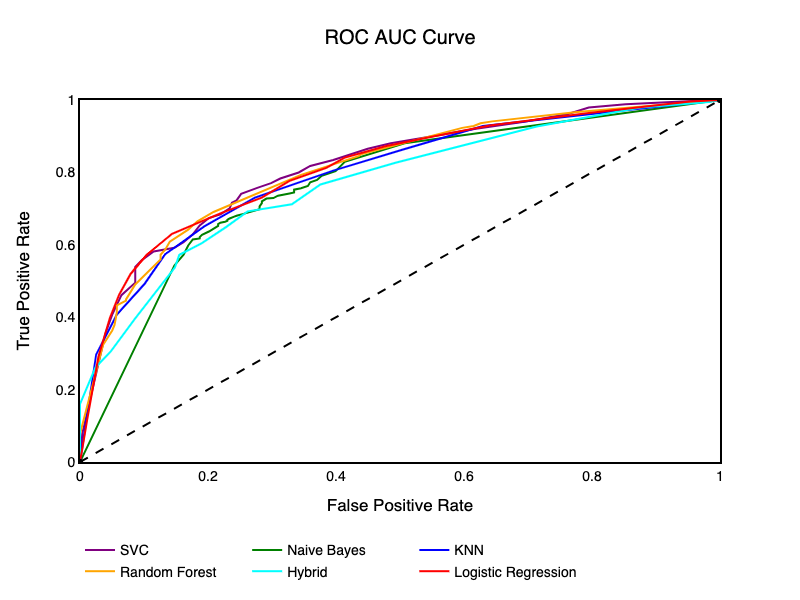 ROC AUC Curve
1
0.8
0.6
0.4
0.2
0
True Positive Rate
0 0.2 0.4 0.6 0.8 1
False Positive Rate
SVC Naive Bayes KNN
Random Forest Hybrid Logistic Regression